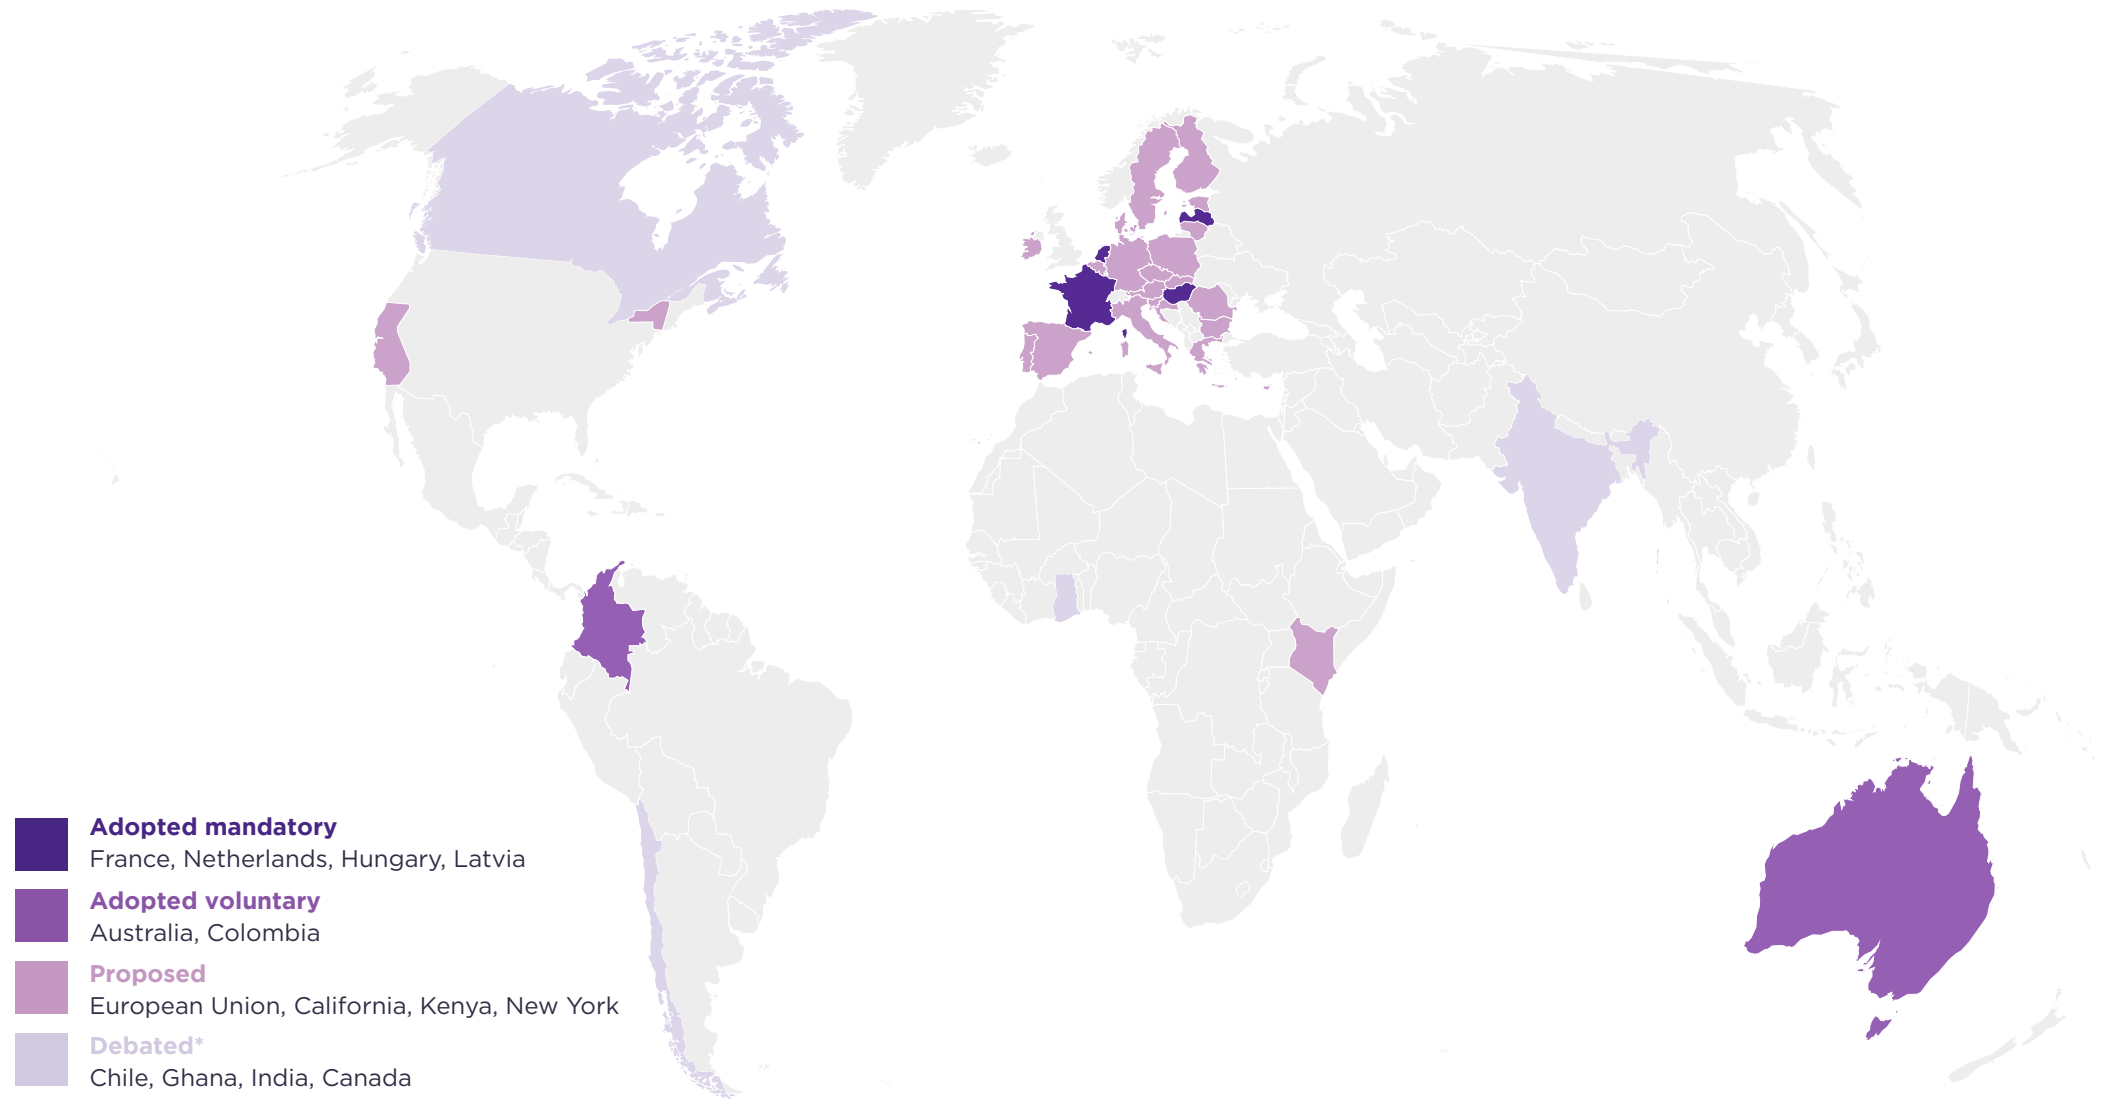 Adopted mandatory
France, Netherlands, Hungary, Latvia
Adopted voluntary
Australia, Colombia
Proposed
European Union, California, Kenya, New York
Debated*
Chile, Ghana, India, Canada